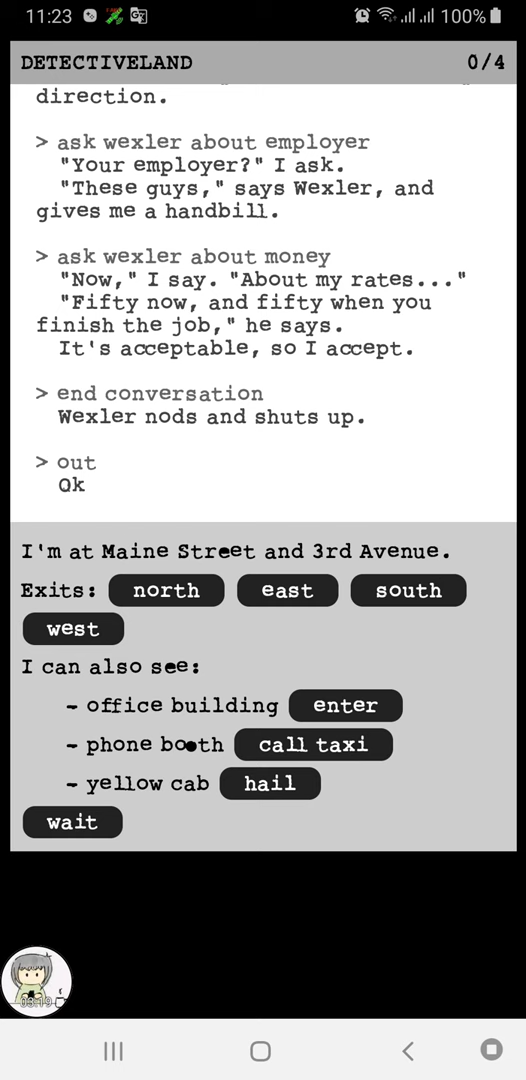 11:23
100%
DETECTIVELAND 0/4
direction.
> ask wexler about employer
"Your employer?" I ask.
"These guys," says Wexler, and
gives me a handbill.
> ask wexler about money
"Now," I say. "About my rates..."
"Fifty now, and fifty when you
finish the job," he says.
It's acceptable, so I accept.
> end conversation
Wexler nods and shuts up.
> out
Ok
I'm at Maine Street and 3rd Avenue.
Exits: north east south
west
I can also see:
- office building enter
- phone booth call taxi
- yellow cab hail
wait
03:19